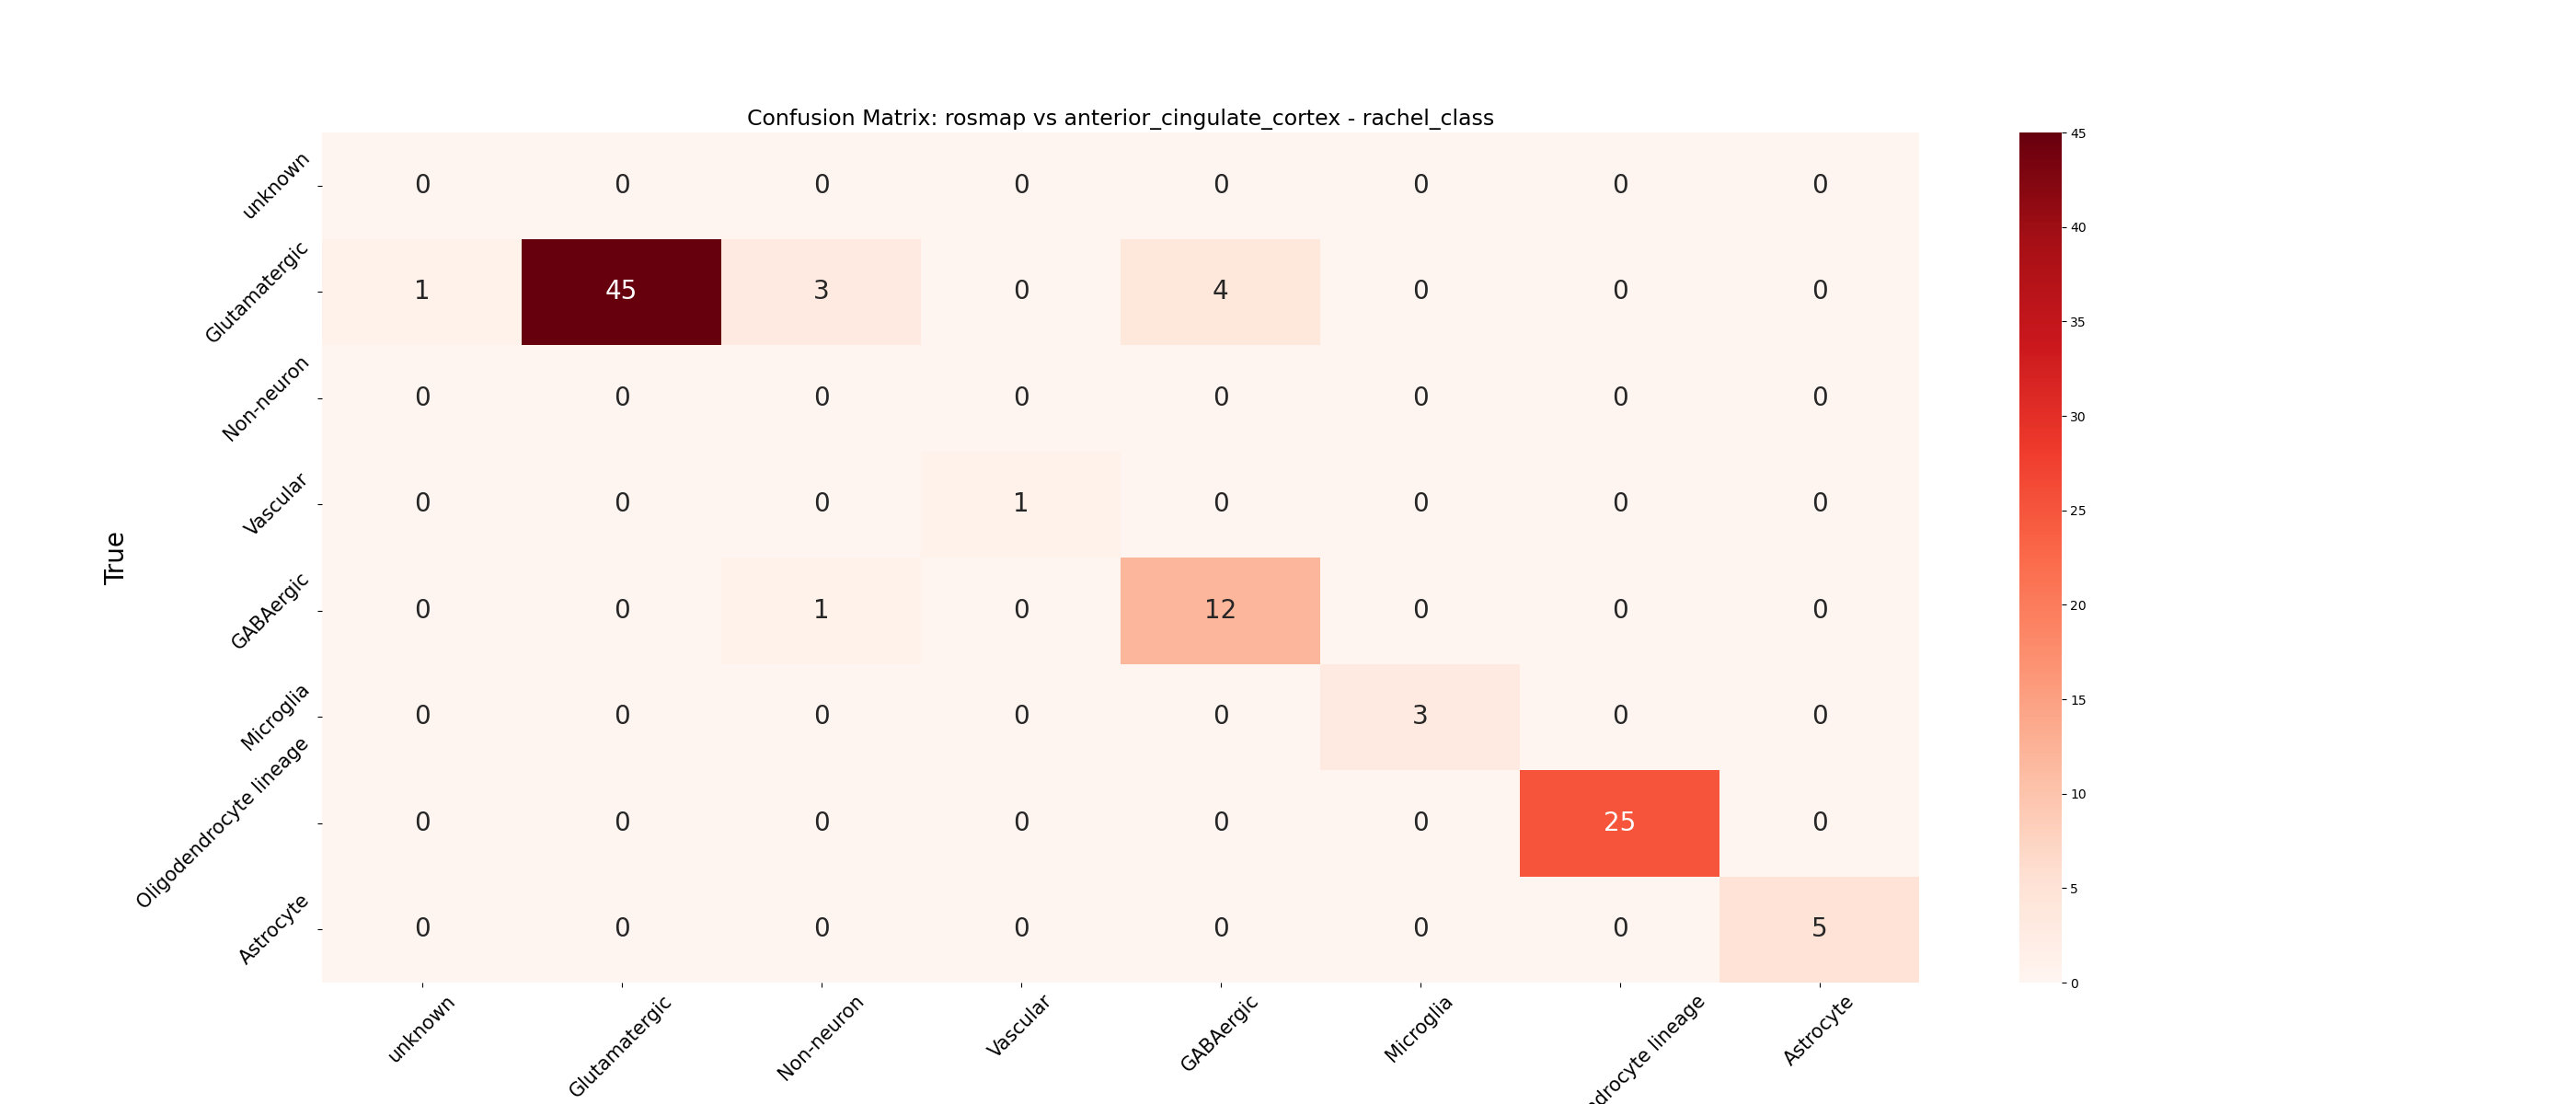 Confusion Matrix: rosmap vs anterior_cingulate_cortex - rachel_class
True
unknown 0 0 0 0 0 0 0 0
Glutamatergic 1 45 3 0 4 0 0 0
Non-neuron 0 0 0 0 0 0 0 0
Vascular 0 0 0 1 0 0 0 0
GABAergic 0 0 1 0 12 0 0 0
Microglia 0 0 0 0 0 3 0 0
Oligodendrocyte lineage 0 0 0 0 0 0 25 0
Astrocyte 0 0 0 0 0 0 0 5
unknown Glutamatergic Non-neuron Vascular GABAergic Microglia lineage Astrocyte
45
40
35
30
25
20
15
10
5
0